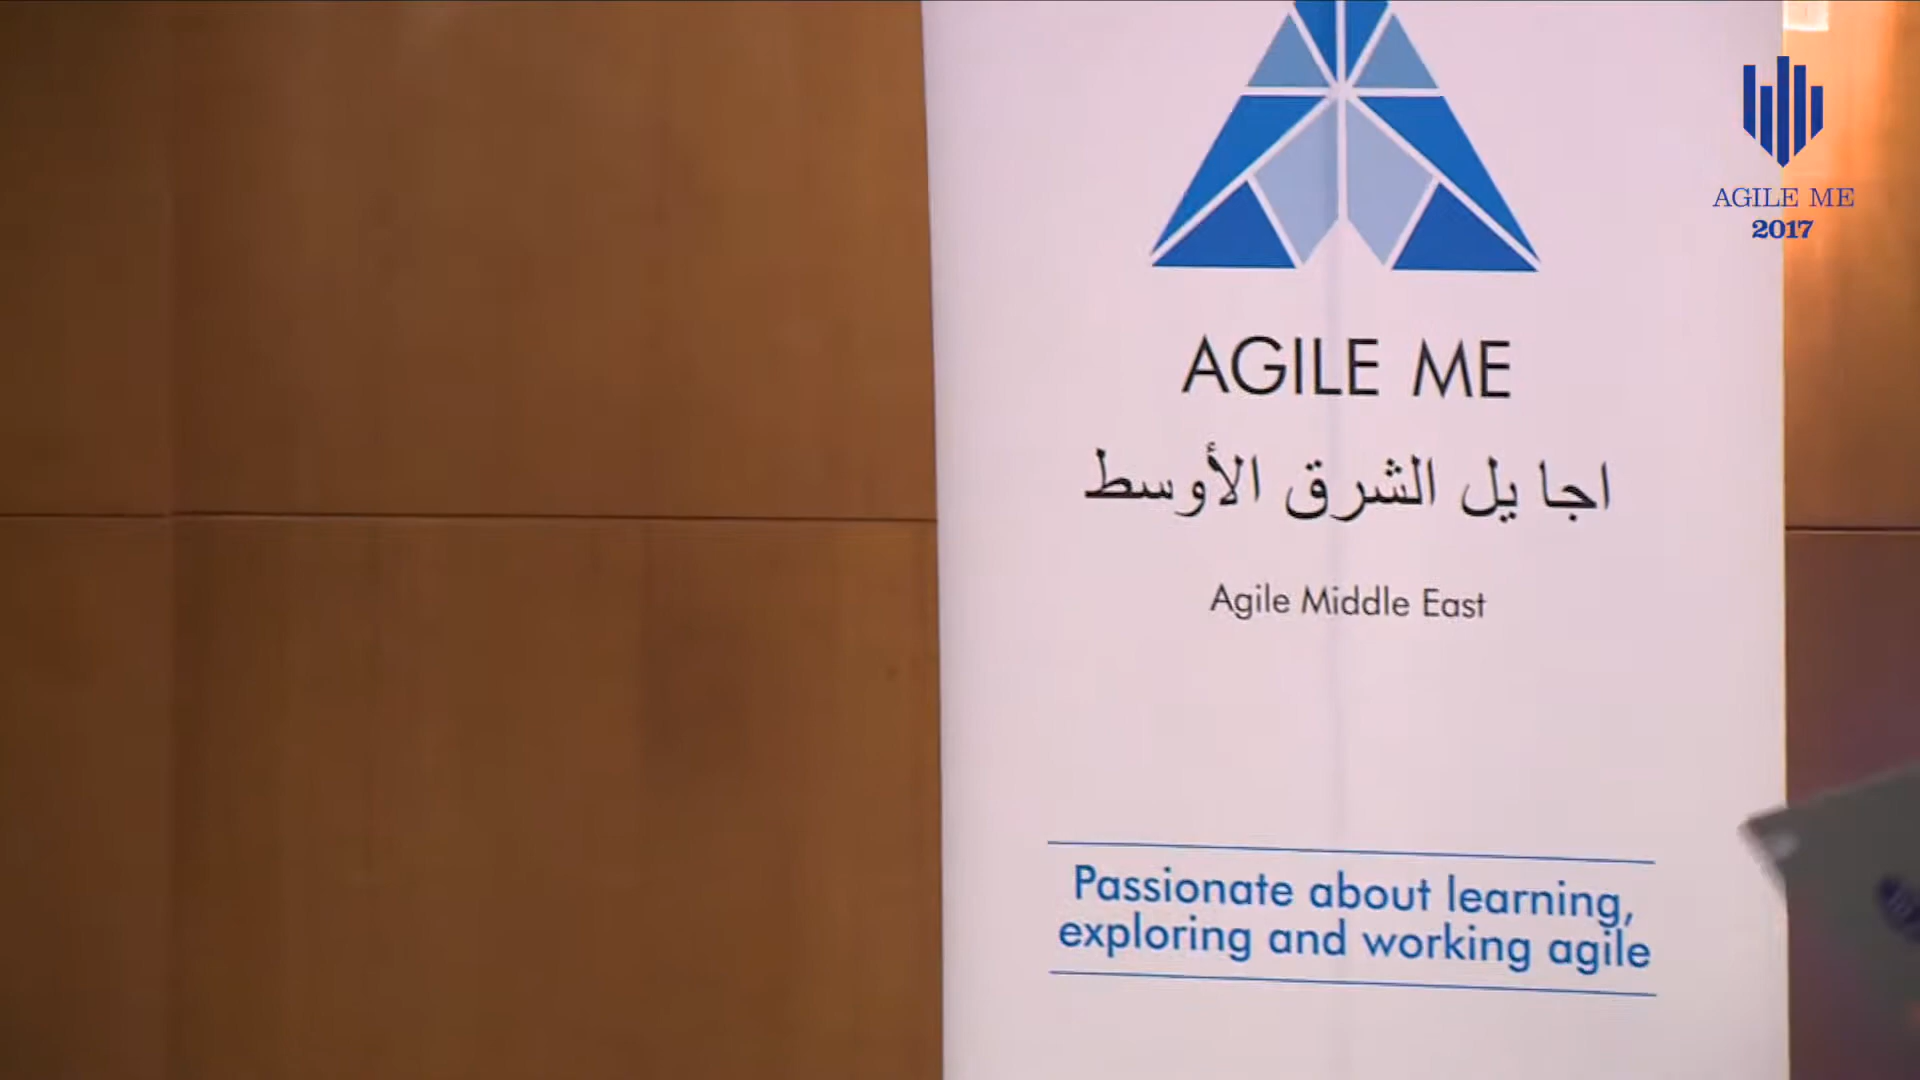 AGILE ME
اجا يل الشرق الأوسط
Agile Middle East
Passionate about learning,
exploring and working agile
AGILE ME
2017